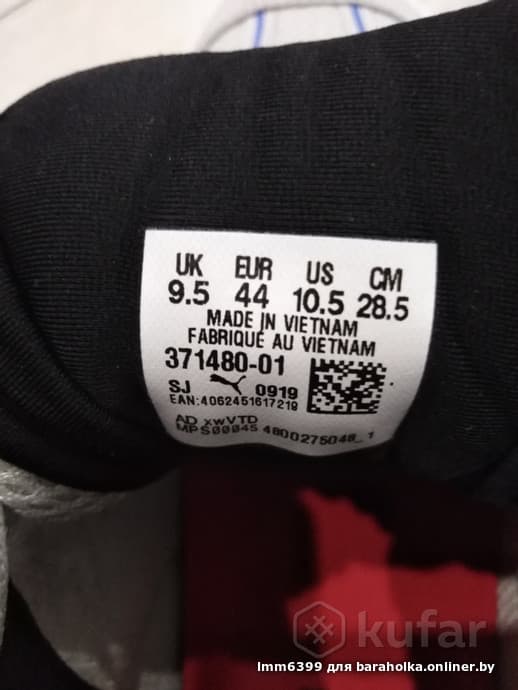 UK EUR US CM
9.5 44 10.5 28.5
MADE IN VIETNAM
FABRIQUÉ AU VIETNAM
371480-01
SJ 0919
EAN:4062451617219
AD xwVTD
MPS00045 4800275048_1
kufar
lmm6399 для baraholka.onliner.by